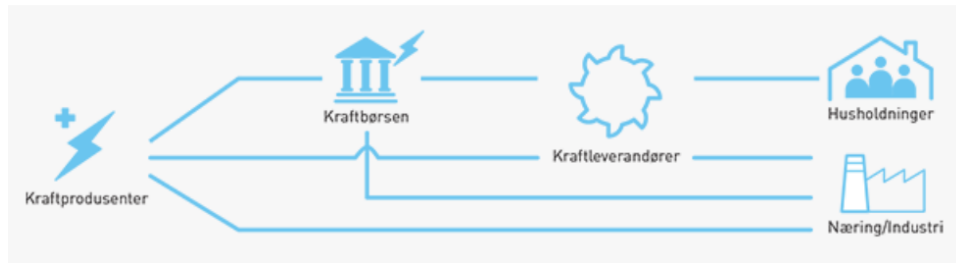 Kraftbørsen
Husholdninger
Kraftleverandører
Kraftprodusenter
Næring/Industri